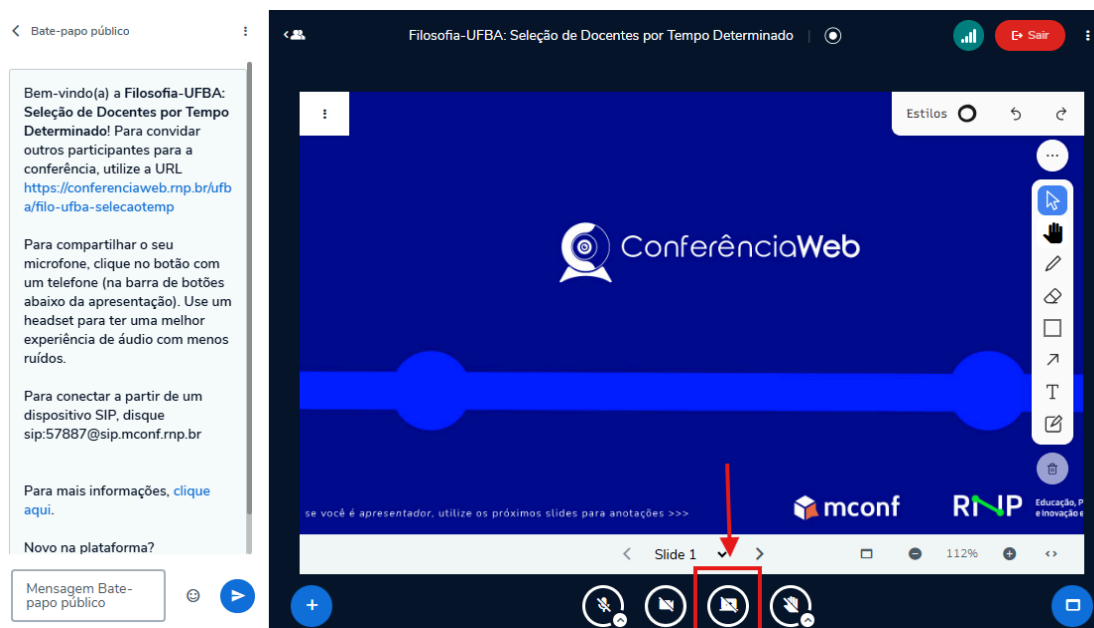 Bate-papo público
Bem-vindo(a) a Filosofia-UFBA:
Seleção de Docentes por Tempo
Determinado! Para convidar
outros participantes para a
conferência, utilize a URL
https://conferenciaweb.rnp.br/ufb
a/filo-ufba-selecaotemp
Para compartilhar o seu
microfone, clique no botão com
um telefone (na barra de botões
abaixo da apresentação). Use um
headset para ter uma melhor
experiência de áudio com menos
ruídos.
Para conectar a partir de um
dispositivo SIP, disque
sip:57887@sip.mconf.rnp.br
Para mais informações, clique
aqui.
Novo na plataforma?
Mensagem Bate-
papo público
Filosofia-UFBA: Seleção de Docentes por Tempo Determinado
Sair
Estilos
ConferênciaWeb
T
se você é apresentador, utilize os próximos slides para anotações >>>
mconf
RNP
Educação, P
e Inovação e
Slide 1
112%